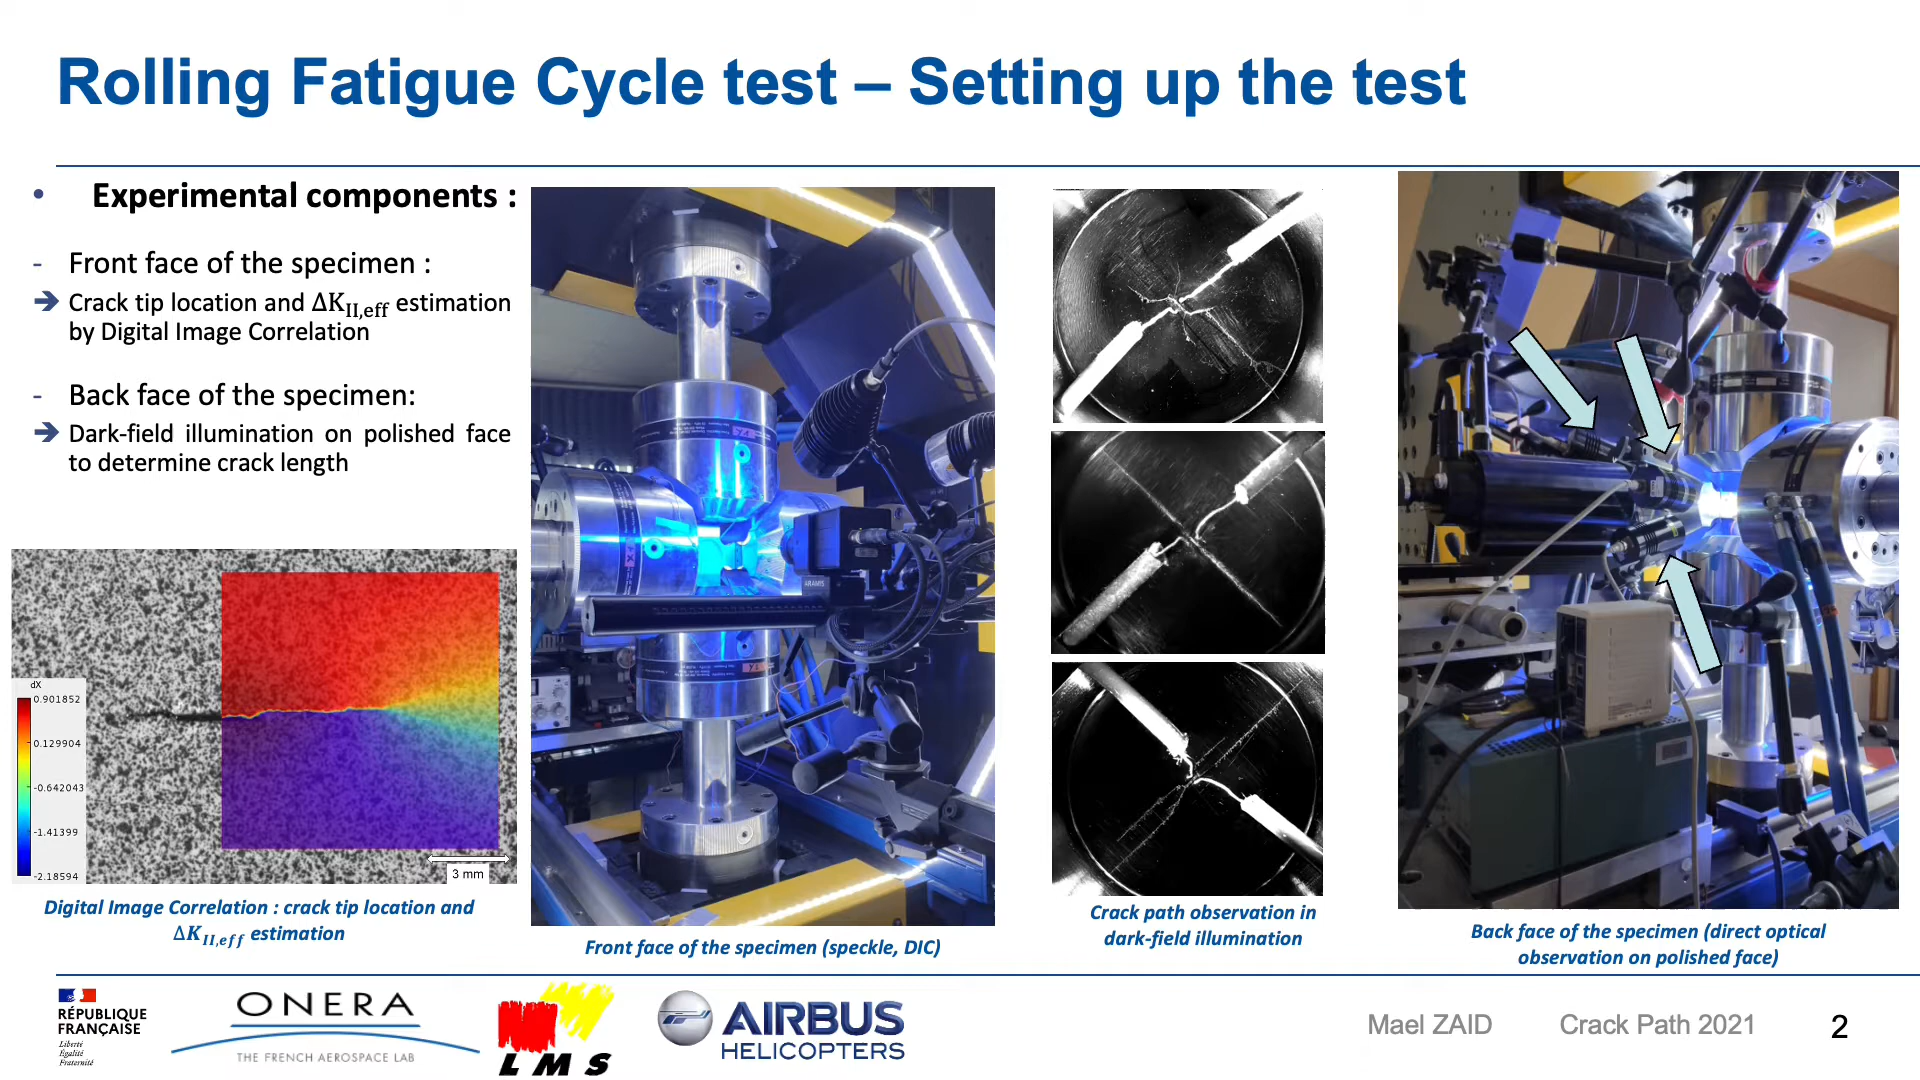 Rolling Fatigue Cycle test – Setting up the test
• Experimental components :
- Front face of the specimen :
➔ Crack tip location and ΔK_II,eff estimation
by Digital Image Correlation
- Back face of the specimen:
➔ Dark-field illumination on polished face
to determine crack length
dX
0.901852
0.129904
-0.642043
-1.41399
-2.18594
3 mm
Digital Image Correlation : crack tip location and
ΔK_II,eff estimation
ARAMIS
Front face of the specimen (speckle, DIC)
Crack path observation in
dark-field illumination
Back face of the specimen (direct optical
observation on polished face)
RÉPUBLIQUE
FRANÇAISE
Liberté
Égalité
Fraternité
ONERA
THE FRENCH AEROSPACE LAB
LMS
AIRBUS
HELICOPTERS
Mael ZAID
Crack Path 2021
2